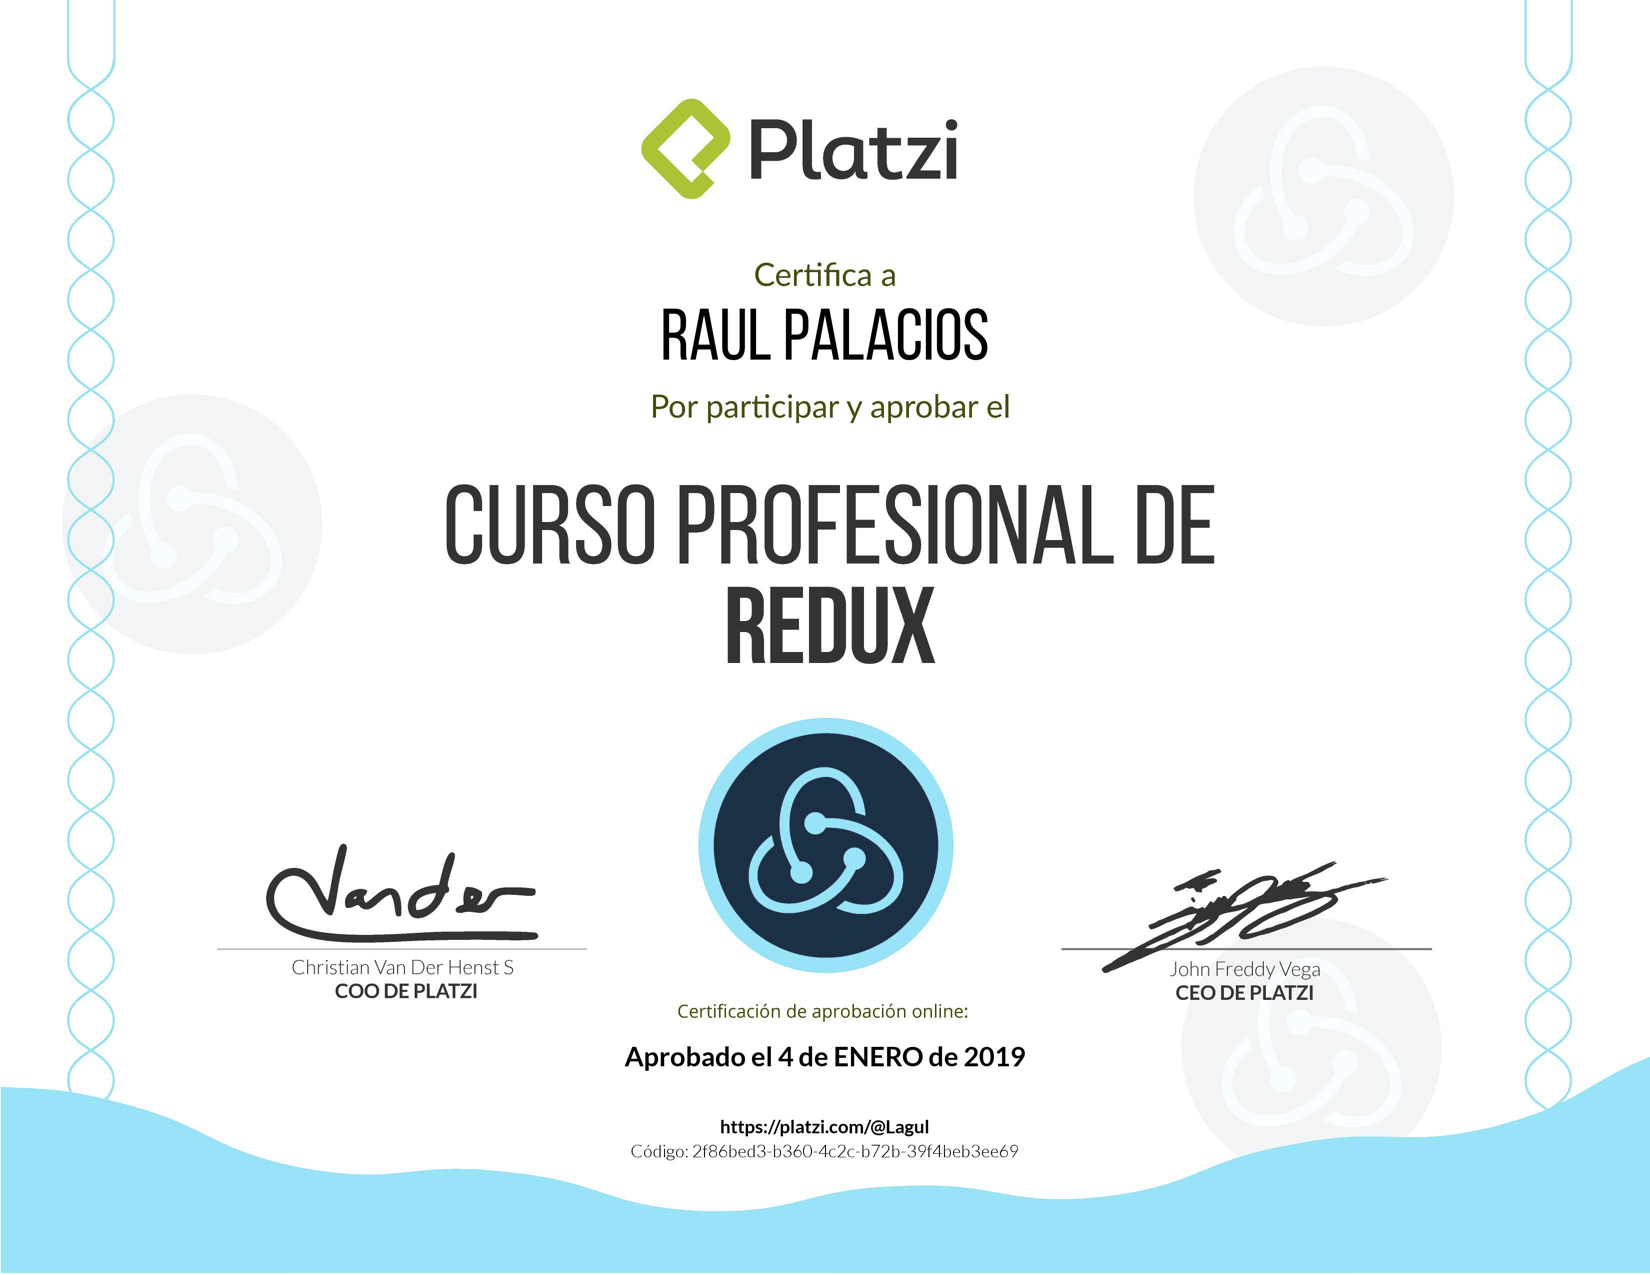 Platzi
Certifica a
RAUL PALACIOS
Por participar y aprobar el
CURSO PROFESIONAL DE
REDUX
Vander
Christian Van Der Henst S
COO DE PLATZI
John Freddy Vega
CEO DE PLATZI
Certificación de aprobación online:
Aprobado el 4 de ENERO de 2019
https://platzi.com/@Lagul
Código: 2f86bed3-b360-4c2c-b72b-39f4beb3ee69